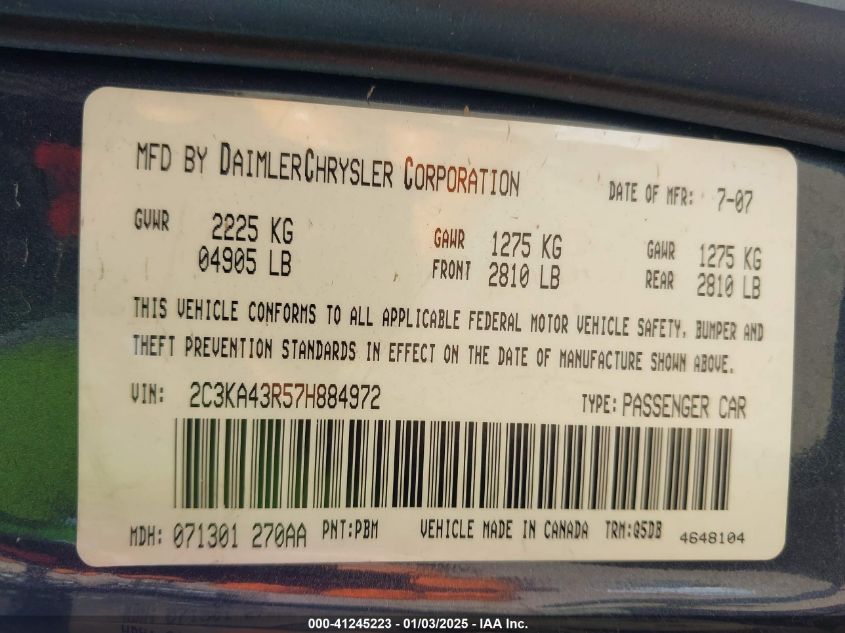 MFD BY DAIMLERCHRYSLER CORPORATION DATE OF MFR: 7-07
GVWR 2225 KG GAWR 1275 KG GAWR 1275 KG
04905 LB FRONT 2810 LB REAR 2810 LB
THIS VEHICLE CONFORMS TO ALL APPLICABLE FEDERAL MOTOR VEHICLE SAFETY, BUMPER AND
THEFT PREVENTION STANDARDS IN EFFECT ON THE DATE OF MANUFACTURE SHOWN ABOVE.
VIN: 2C3KA43R57H884972 TYPE: PASSENGER CAR
MDH: 071301 270AA PNT:PBM VEHICLE MADE IN CANADA TRM:Q5DB 4648104
000-41245223 - 01/03/2025 - IAA Inc.